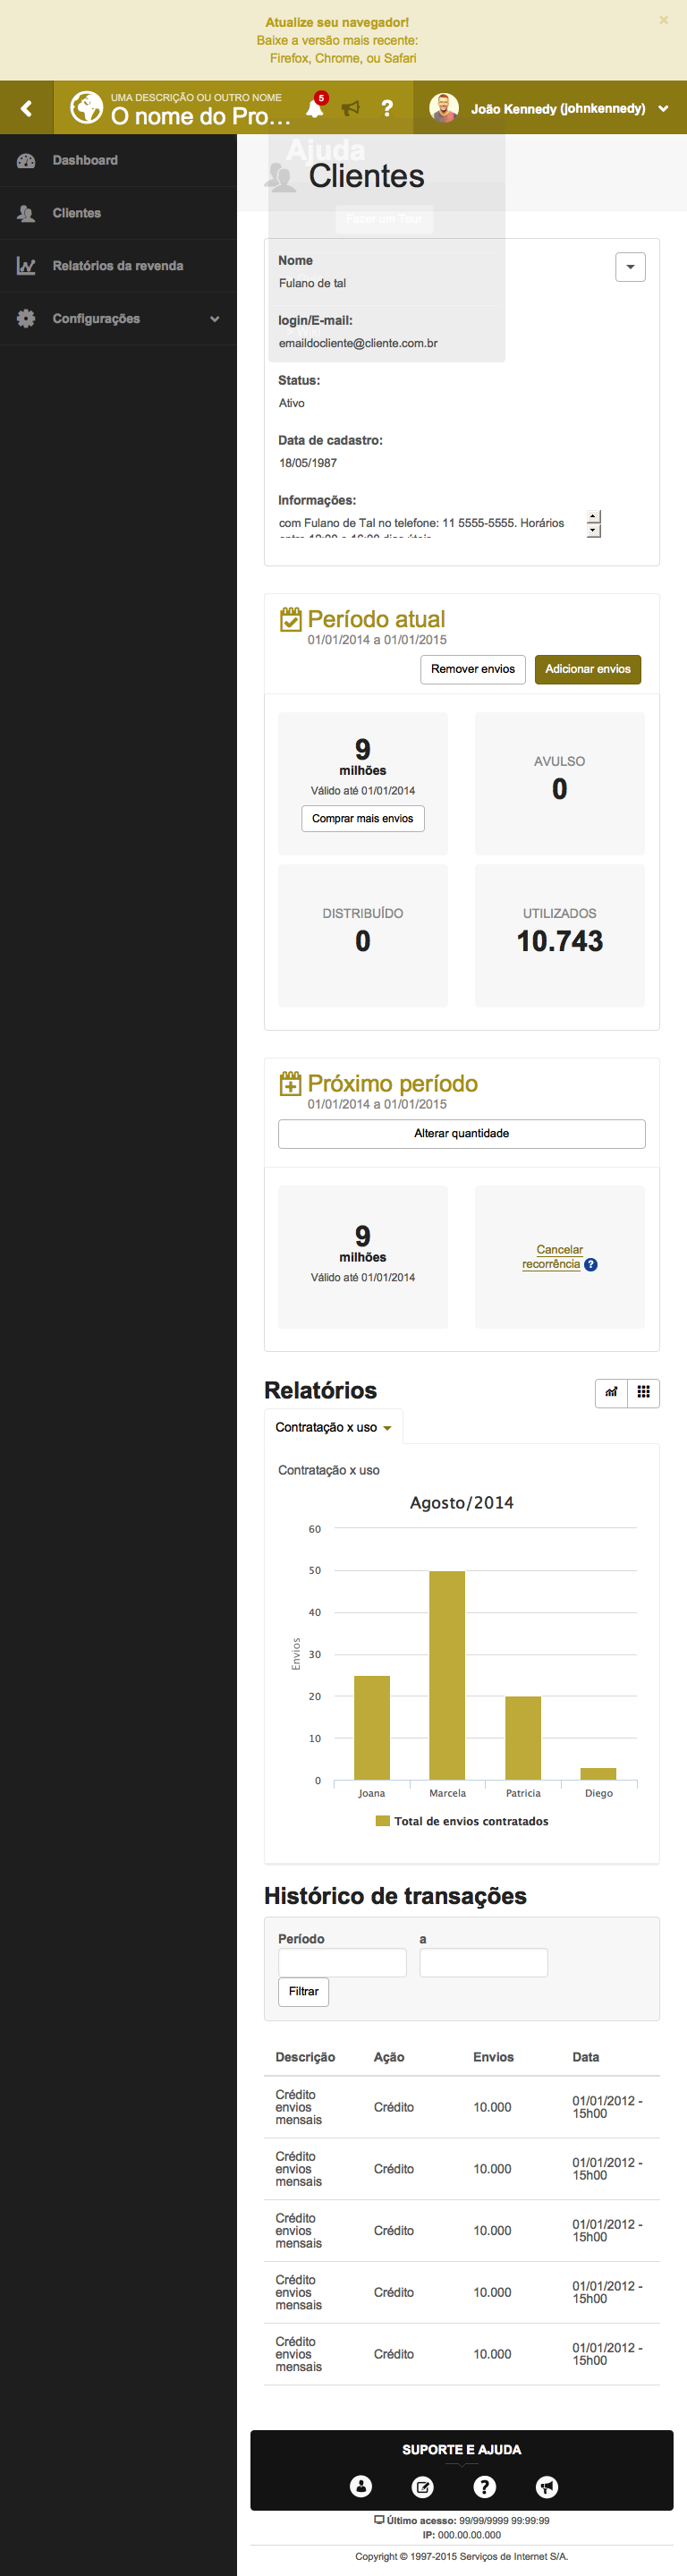 Atualize seu navegador!
Baixe a versão mais recente:
Firefox, Chrome, ou Safari
×
UMA DESCRIÇÃO OU OUTRO NOME
O nome do Pro...
5
?
João Kennedy (johnkennedy)
Dashboard
Clientes
Relatórios da revenda
Configurações
Ajuda
Clientes
Fazer um Tour
Nome
Fulano de tal
login/E-mail:
emaildocliente@cliente.com.br
Status:
Ativo
Data de cadastro:
18/05/1987
Informações:
com Fulano de Tal no telefone: 11 5555-5555. Horários
Período atual
01/01/2014 a 01/01/2015
Remover envios
Adicionar envios
9
milhões
Válido até 01/01/2014
Comprar mais envios
AVULSO
0
DISTRIBUÍDO
0
UTILIZADOS
10.743
Próximo período
01/01/2014 a 01/01/2015
Alterar quantidade
9
milhões
Válido até 01/01/2014
Cancelar
recorrência ?
Relatórios
Contratação x uso
Contratação x uso
Agosto/2014
60
50
40
30
20
10
0
Envios
Joana Marcela Patricia Diego
Total de envios contratados
Histórico de transações
Período a
Filtrar
Descrição Ação Envios Data
Crédito
envios
mensais
Crédito
10.000
01/01/2012 -
15h00
Crédito
envios
mensais
Crédito
10.000
01/01/2012 -
15h00
Crédito
envios
mensais
Crédito
10.000
01/01/2012 -
15h00
Crédito
envios
mensais
Crédito
10.000
01/01/2012 -
15h00
Crédito
envios
mensais
Crédito
10.000
01/01/2012 -
15h00
SUPORTE E AJUDA
?
Último acesso: 99/99/9999 99:99:99
IP: 000.00.00.000
Copyright © 1997-2015 Serviços de Internet S/A.